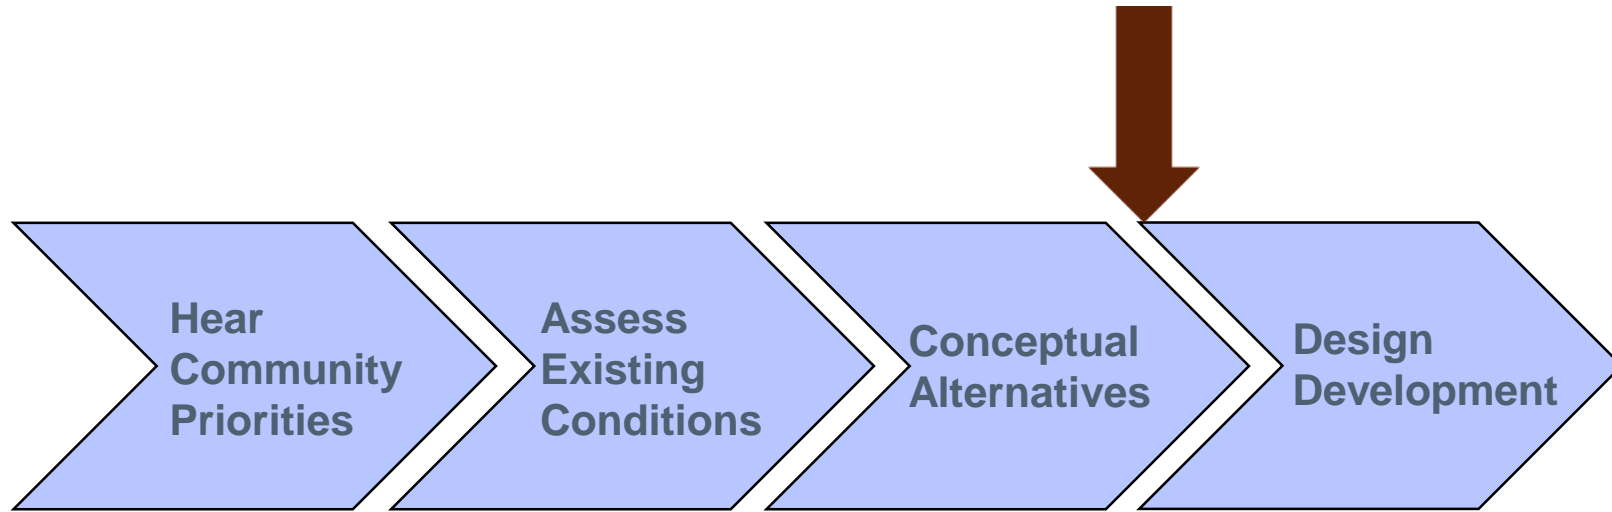 Hear
Community
Priorities
Assess
Existing
Conditions
Conceptual
Alternatives
Design
Development